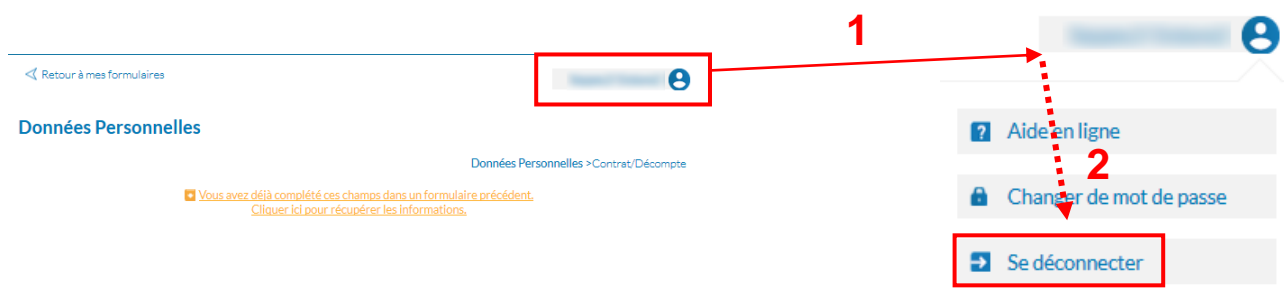 1
Retour à mes formulaires
Données Personnelles
Données Personnelles >Contrat/Décompte
Vous avez déjà complété ces champs dans un formulaire précédent.
Cliquer ici pour récupérer les informations.
Aide en ligne
2
Changer de mot de passe
Se déconnecter